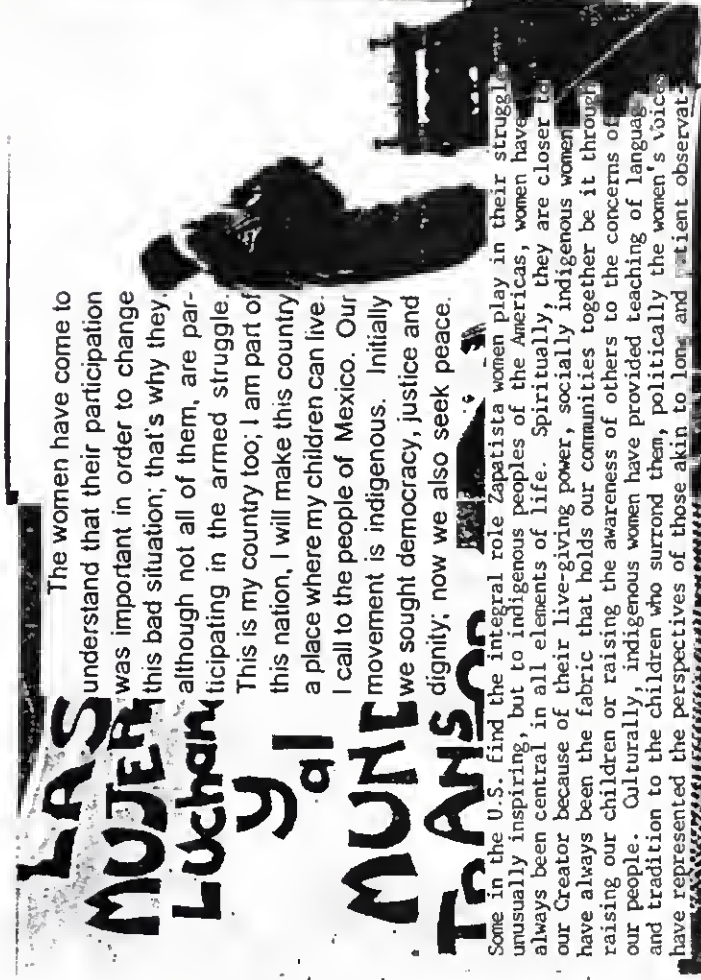 LAS
MUJER
LUchan
y
al
MUND
TrANS
The women have come to
understand that their participation
was important in order to change
this bad situation; that's why they,
although not all of them, are par-
ticipating in the armed struggle.
This is my country too; I am part of
this nation, I will make this country
a place where my children can live.
I call to the people of Mexico. Our
movement is indigenous. Initially
we sought democracy, justice and
dignity; now we also seek peace.
Some in the U.S. find the integral role Zapatista women play in their struggle
unusually inspiring, but to indigenous peoples of the Americas, women have
always been central in all elements of life. Spiritually, they are closer to
our Creator because of their live-giving power, socially indigenous women
have always been the fabric that holds our communities together be it through
raising our children or raising the awareness of others to the concerns of
our people. Culturally, indigenous women have provided teaching of languag
and tradition to the children who surrond them, politically the women's voices
have represented the perspectives of those akin to long and patient observat-